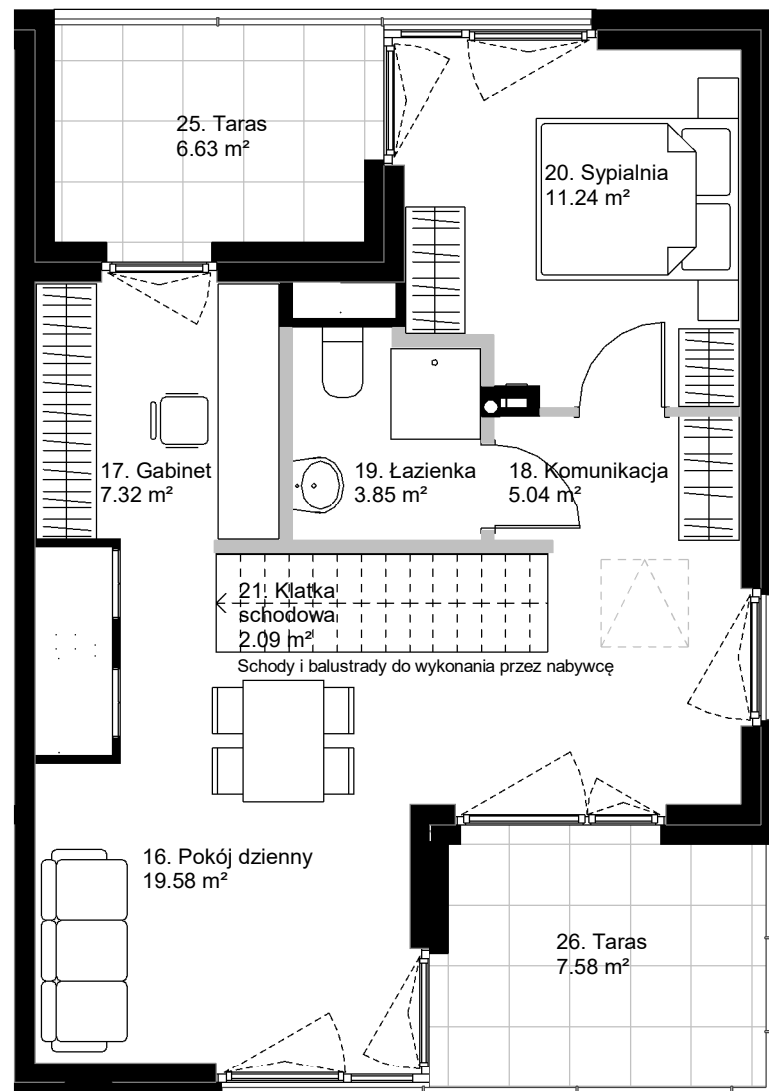 25. Taras
6.63 m²
20. Sypialnia
11.24 m²
17. Gabinet
7.32 m²
19. Łazienka
3.85 m²
18. Komunikacja
5.04 m²
21. Klatka
schodowa
2.09 m²
Schody i balustrady do wykonania przez nabywcę
16. Pokój dzienny
19.58 m²
26. Taras
7.58 m²